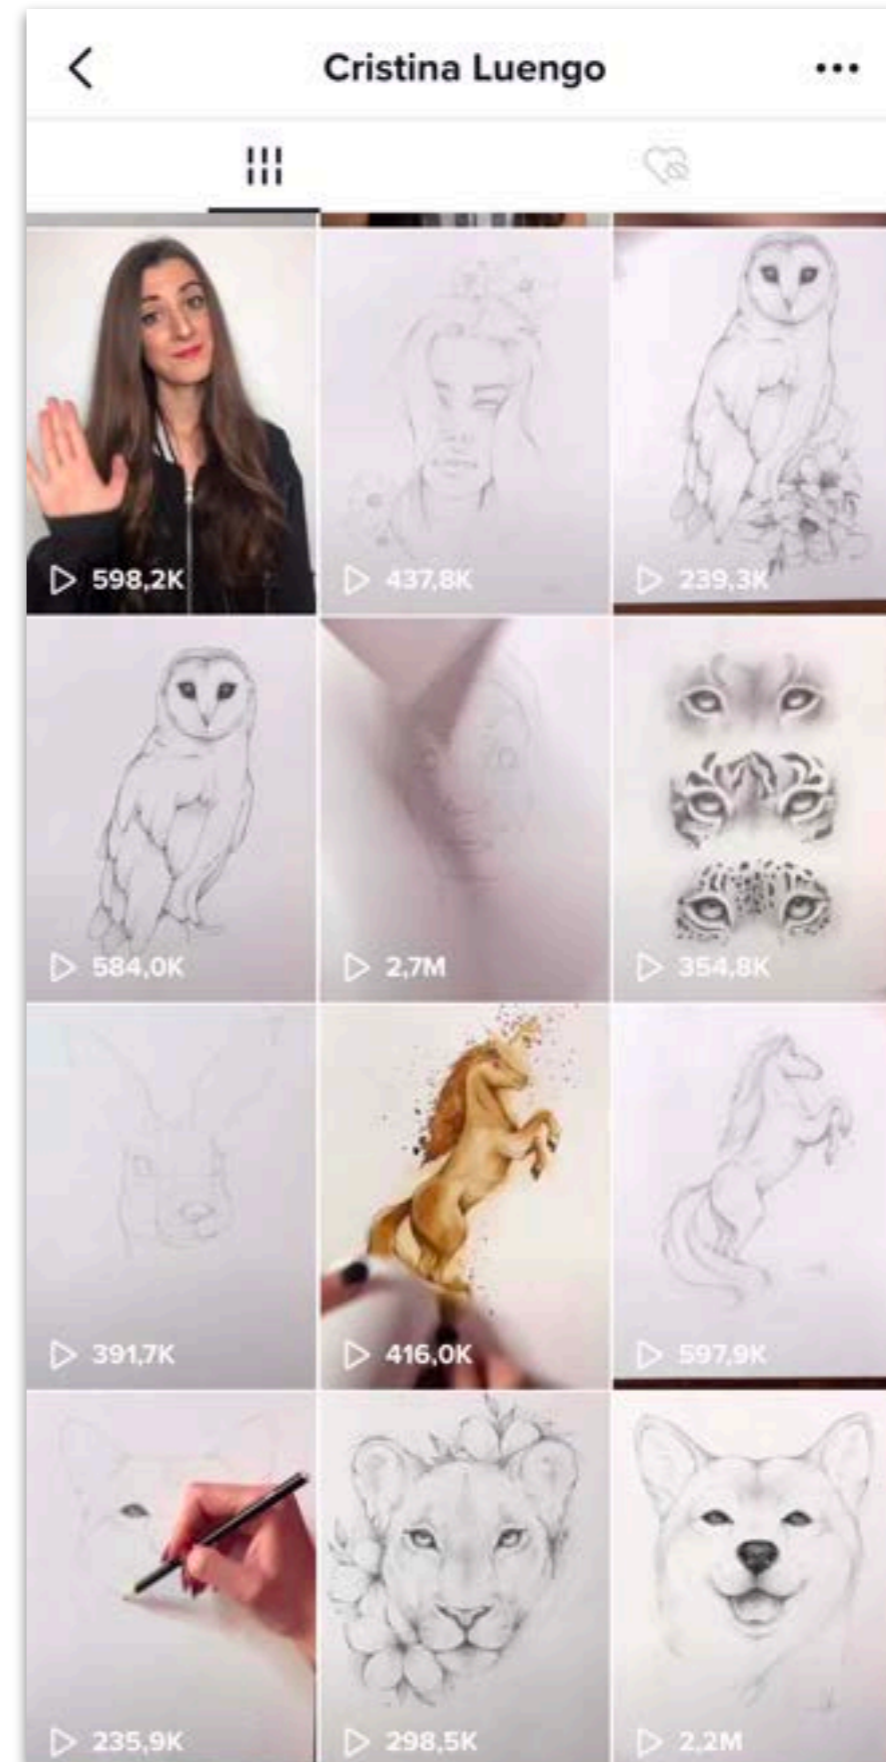 Cristina Luengo
598,2K
437,8K
239,3K
584,0K
2,7M
354,8K
391,7K
416,0K
597,9K
235,9K
298,5K
2,2M